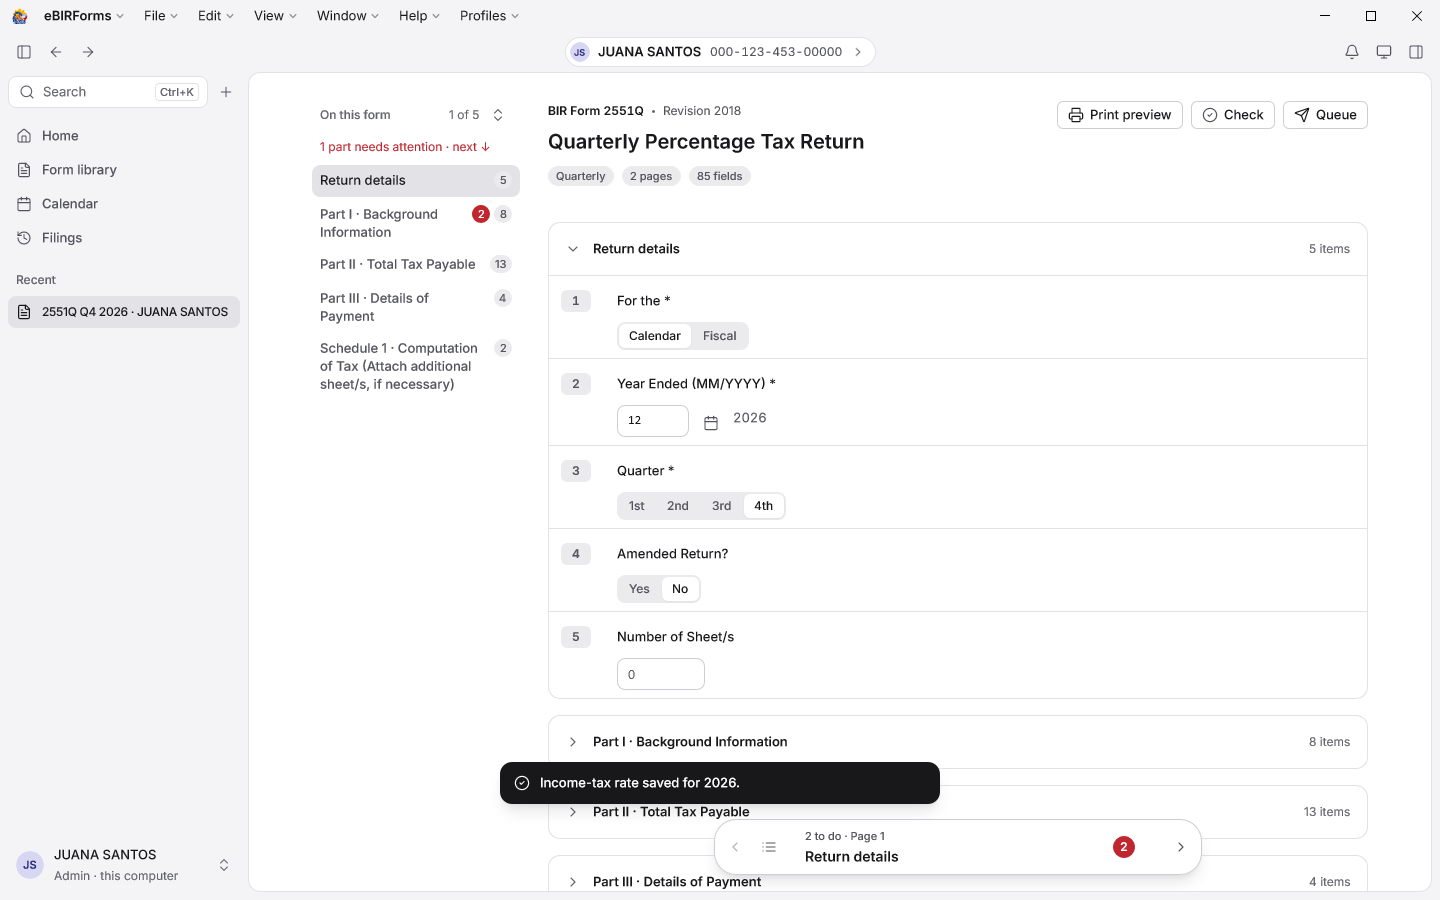 eBIRForms File Edit View Window Help Profiles
JS JUANA SANTOS 000-123-453-00000
Search Ctrl+K
Home
Form library
Calendar
Filings
Recent
2551Q Q4 2026 · JUANA SANTOS
JS JUANA SANTOS
Admin · this computer
On this form 1 of 5
1 part needs attention · next ↓
Return details 5
Part I · Background 2 8
Information
Part II · Total Tax Payable 13
Part III · Details of 4
Payment
Schedule 1 · Computation 2
of Tax (Attach additional
sheet/s, if necessary)
BIR Form 2551Q • Revision 2018
Quarterly Percentage Tax Return
Quarterly 2 pages 85 fields
Print preview Check Queue
Return details 5 items
1 For the *
Calendar Fiscal
2 Year Ended (MM/YYYY) *
12 2026
3 Quarter *
1st 2nd 3rd 4th
4 Amended Return?
Yes No
5 Number of Sheet/s
0
Part I · Background Information 8 items
Income-tax rate saved for 2026.
Part II · Total Tax Payable 13 items
2 to do · Page 1
Return details 2
Part III · Details of Payment 4 items